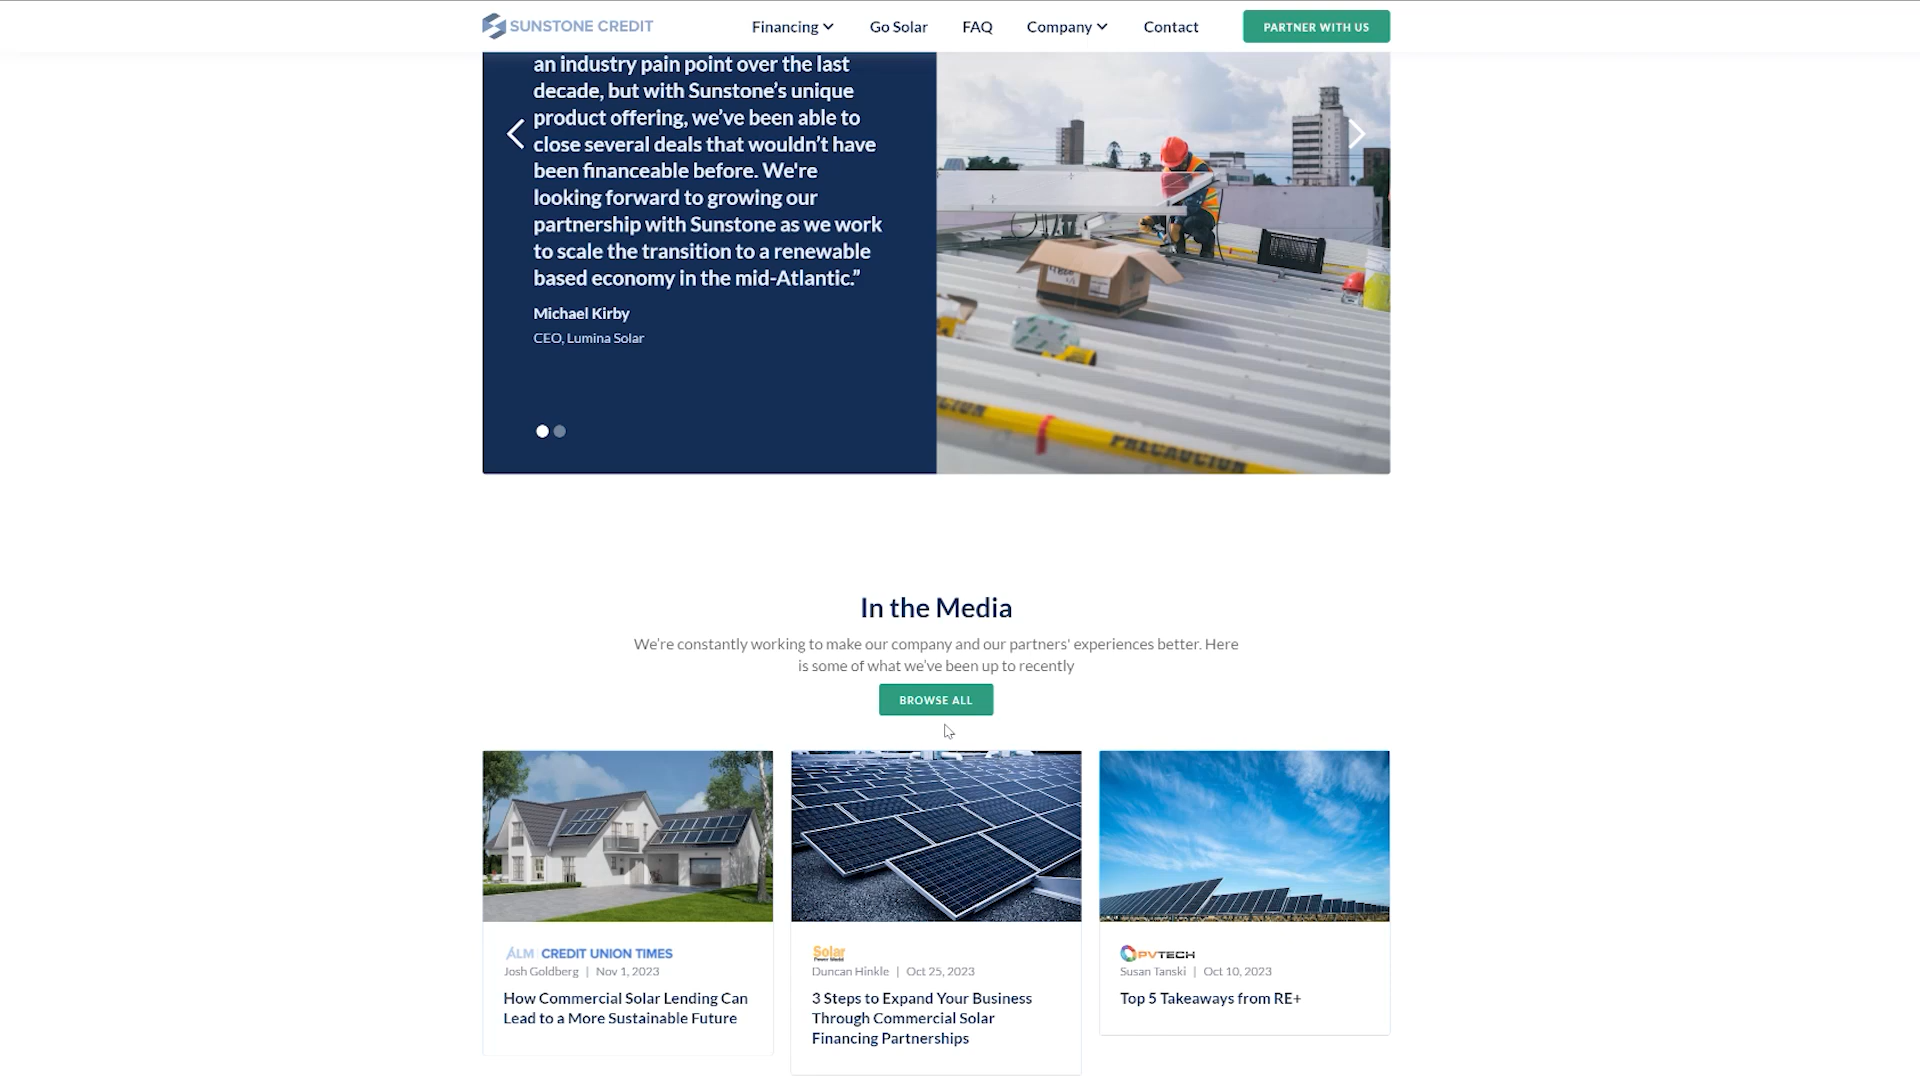 SUNSTONE CREDIT
Financing
Go Solar
FAQ
Company
Contact
PARTNER WITH US
an industry pain point over the last
decade, but with Sunstone’s unique
product offering, we’ve been able to
close several deals that wouldn’t have
been financeable before. We're
looking forward to growing our
partnership with Sunstone as we work
to scale the transition to a renewable
based economy in the mid-Atlantic.”
Michael Kirby
CEO, Lumina Solar
PRECAUCION
In the Media
We’re constantly working to make our company and our partners’ experiences better. Here
is some of what we’ve been up to recently
BROWSE ALL
ALM CREDIT UNION TIMES
Josh Goldberg | Nov 1, 2023
How Commercial Solar Lending Can
Lead to a More Sustainable Future
Solar
Power World
Duncan Hinkle | Oct 25, 2023
3 Steps to Expand Your Business
Through Commercial Solar
Financing Partnerships
PVTECH
Susan Tanski | Oct 10, 2023
Top 5 Takeaways from RE+